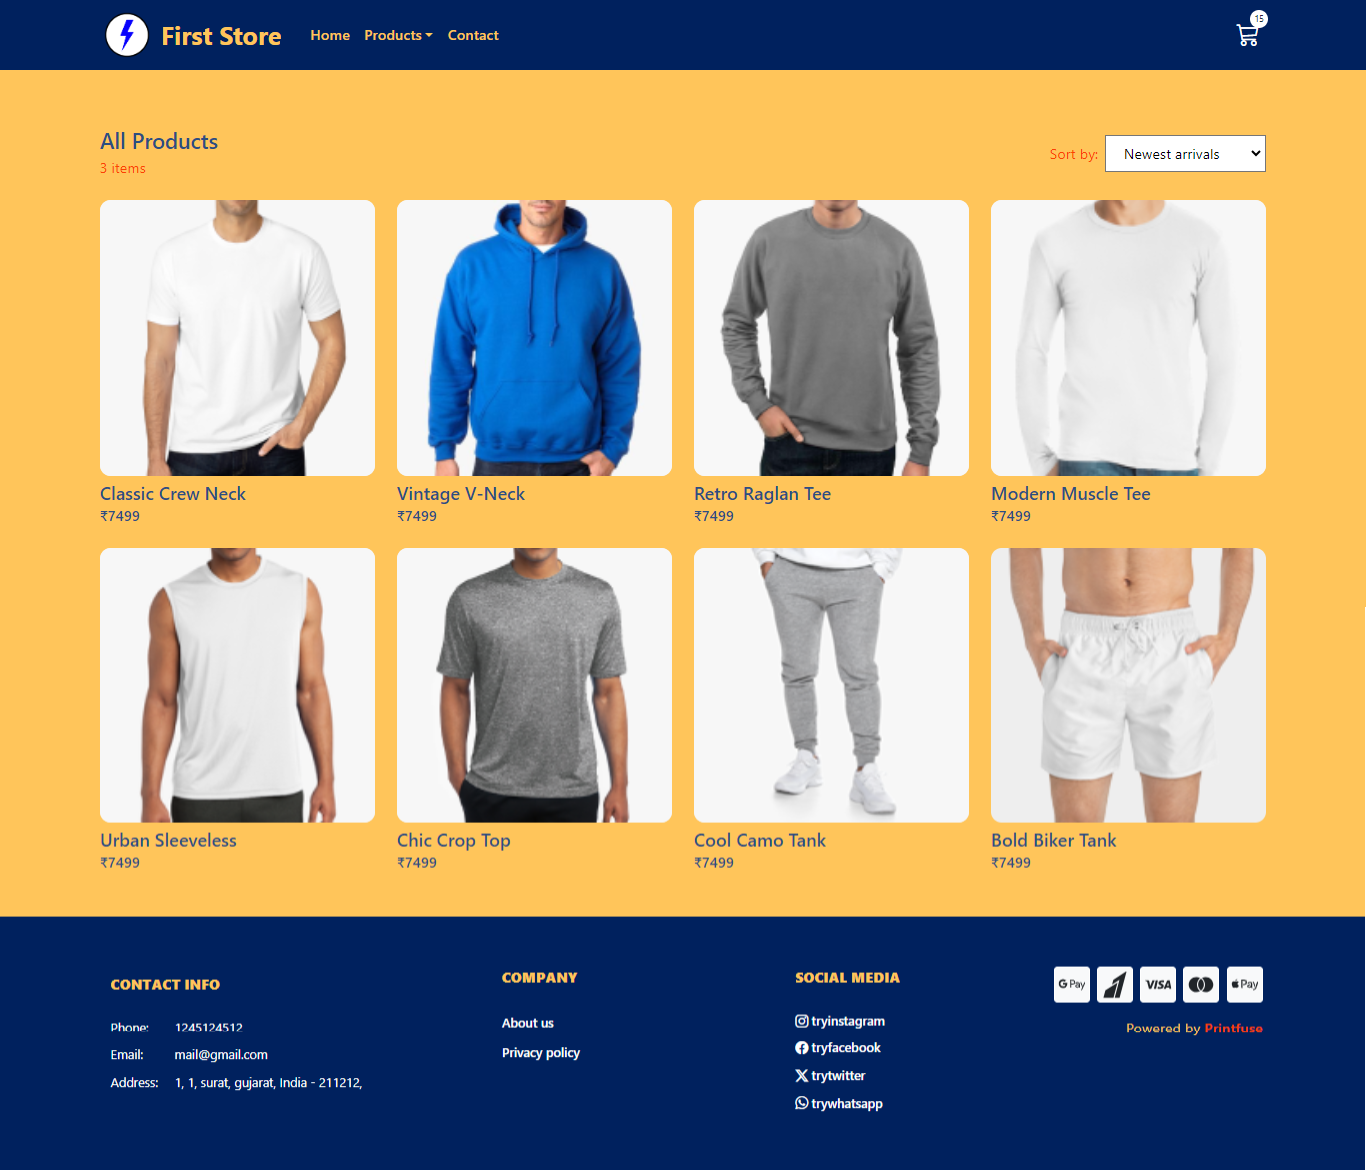 First Store
Home Products Contact
15
All Products
3 items
Sort by: Newest arrivals
Classic Crew Neck
₹7499
Vintage V-Neck
₹7499
Retro Raglan Tee
₹7499
Modern Muscle Tee
₹7499
Urban Sleeveless
₹7499
Chic Crop Top
₹7499
Cool Camo Tank
₹7499
Bold Biker Tank
₹7499
CONTACT INFO
Phone: 1245124512
Email: mail@gmail.com
Address: 1, 1, surat, gujarat, India - 211212,
COMPANY
About us
Privacy policy
SOCIAL MEDIA
tryinstagram
tryfacebook
trytwitter
trywhatsapp
G Pay VISA Pay
Powered by Printfuse